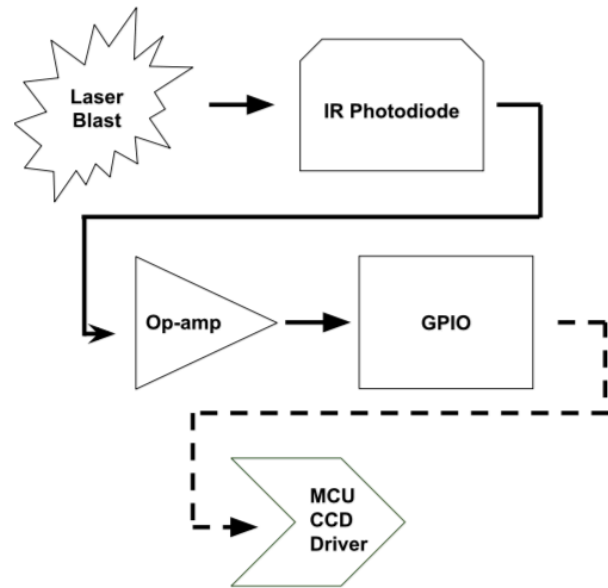 Laser
Blast
IR Photodiode
Op-amp
GPIO
MCU
CCD
Driver